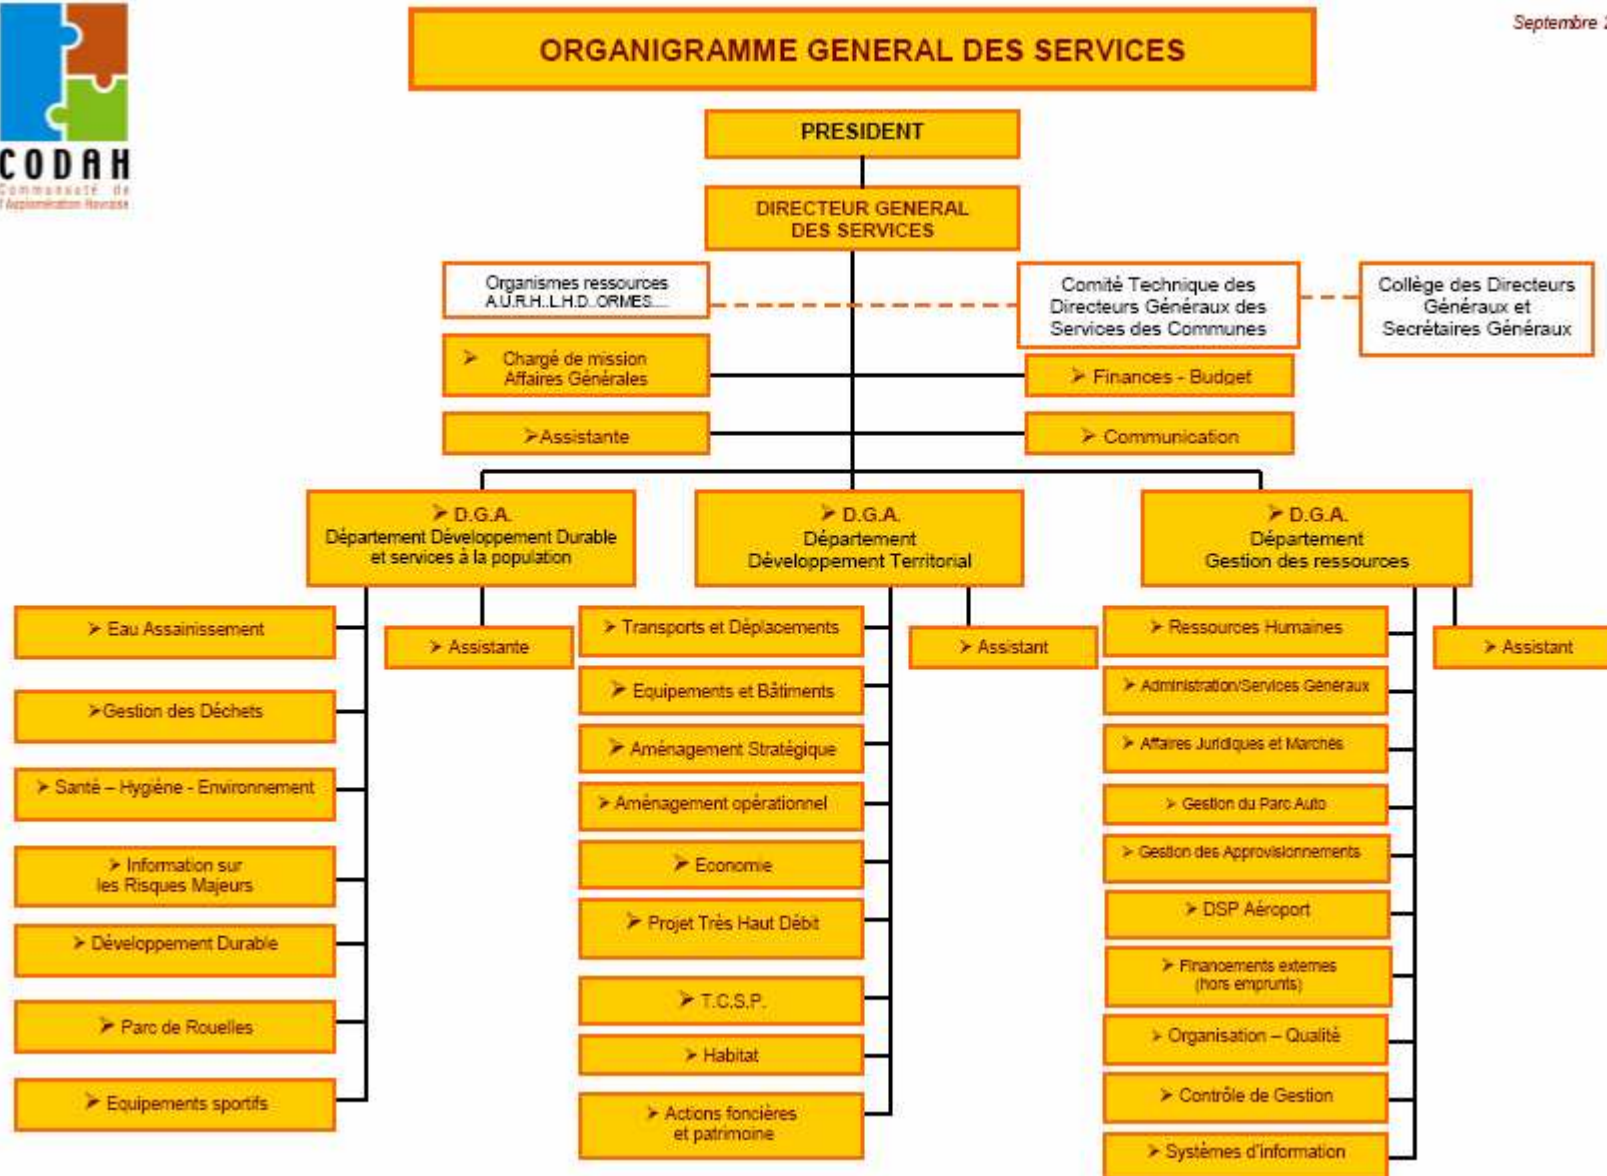 Septembre
ORGANIGRAMME GENERAL DES SERVICES
CODAH
Communauté de
l'Agglomération Havraise
PRESIDENT
DIRECTEUR GENERAL
DES SERVICES
Organismes ressources
A.U.R.H..L.H.D..ORMES....
Comité Technique des
Directeurs Généraux des
Services des Communes
Collège des Directeurs
Généraux et
Secrétaires Généraux
➤ Chargé de mission
Affaires Générales
➤ Finances - Budget
➤Assistante
➤ Communication
➤ D.G.A.
Département Développement Durable
et services à la population
➤ D.G.A.
Département
Développement Territorial
➤ D.G.A.
Département
Gestion des ressources
➤ Eau Assainissement
➤ Assistante
➤Gestion des Déchets
➤ Santé – Hygiène - Environnement
➤ Information sur
les Risques Majeurs
➤ Développement Durable
➤ Parc de Rouelles
➤ Equipements sportifs
➤ Transports et Déplacements
➤ Assistant
➤ Equipements et Bâtiments
➤ Aménagement Stratégique
➤ Aménagement opérationnel
➤ Economie
➤ Projet Très Haut Débit
➤ T.C.S.P.
➤ Habitat
➤ Actions foncières
et patrimoine
➤ Ressources Humaines
➤ Assistant
➤ Administration/Services Généraux
➤ Affaires Juridiques et Marchés
➤ Gestion du Parc Auto
➤ Gestion des Approvisionnements
➤ DSP Aéroport
➤ Financements externes
(hors emprunts)
➤ Organisation – Qualité
➤ Contrôle de Gestion
➤ Systèmes d'information